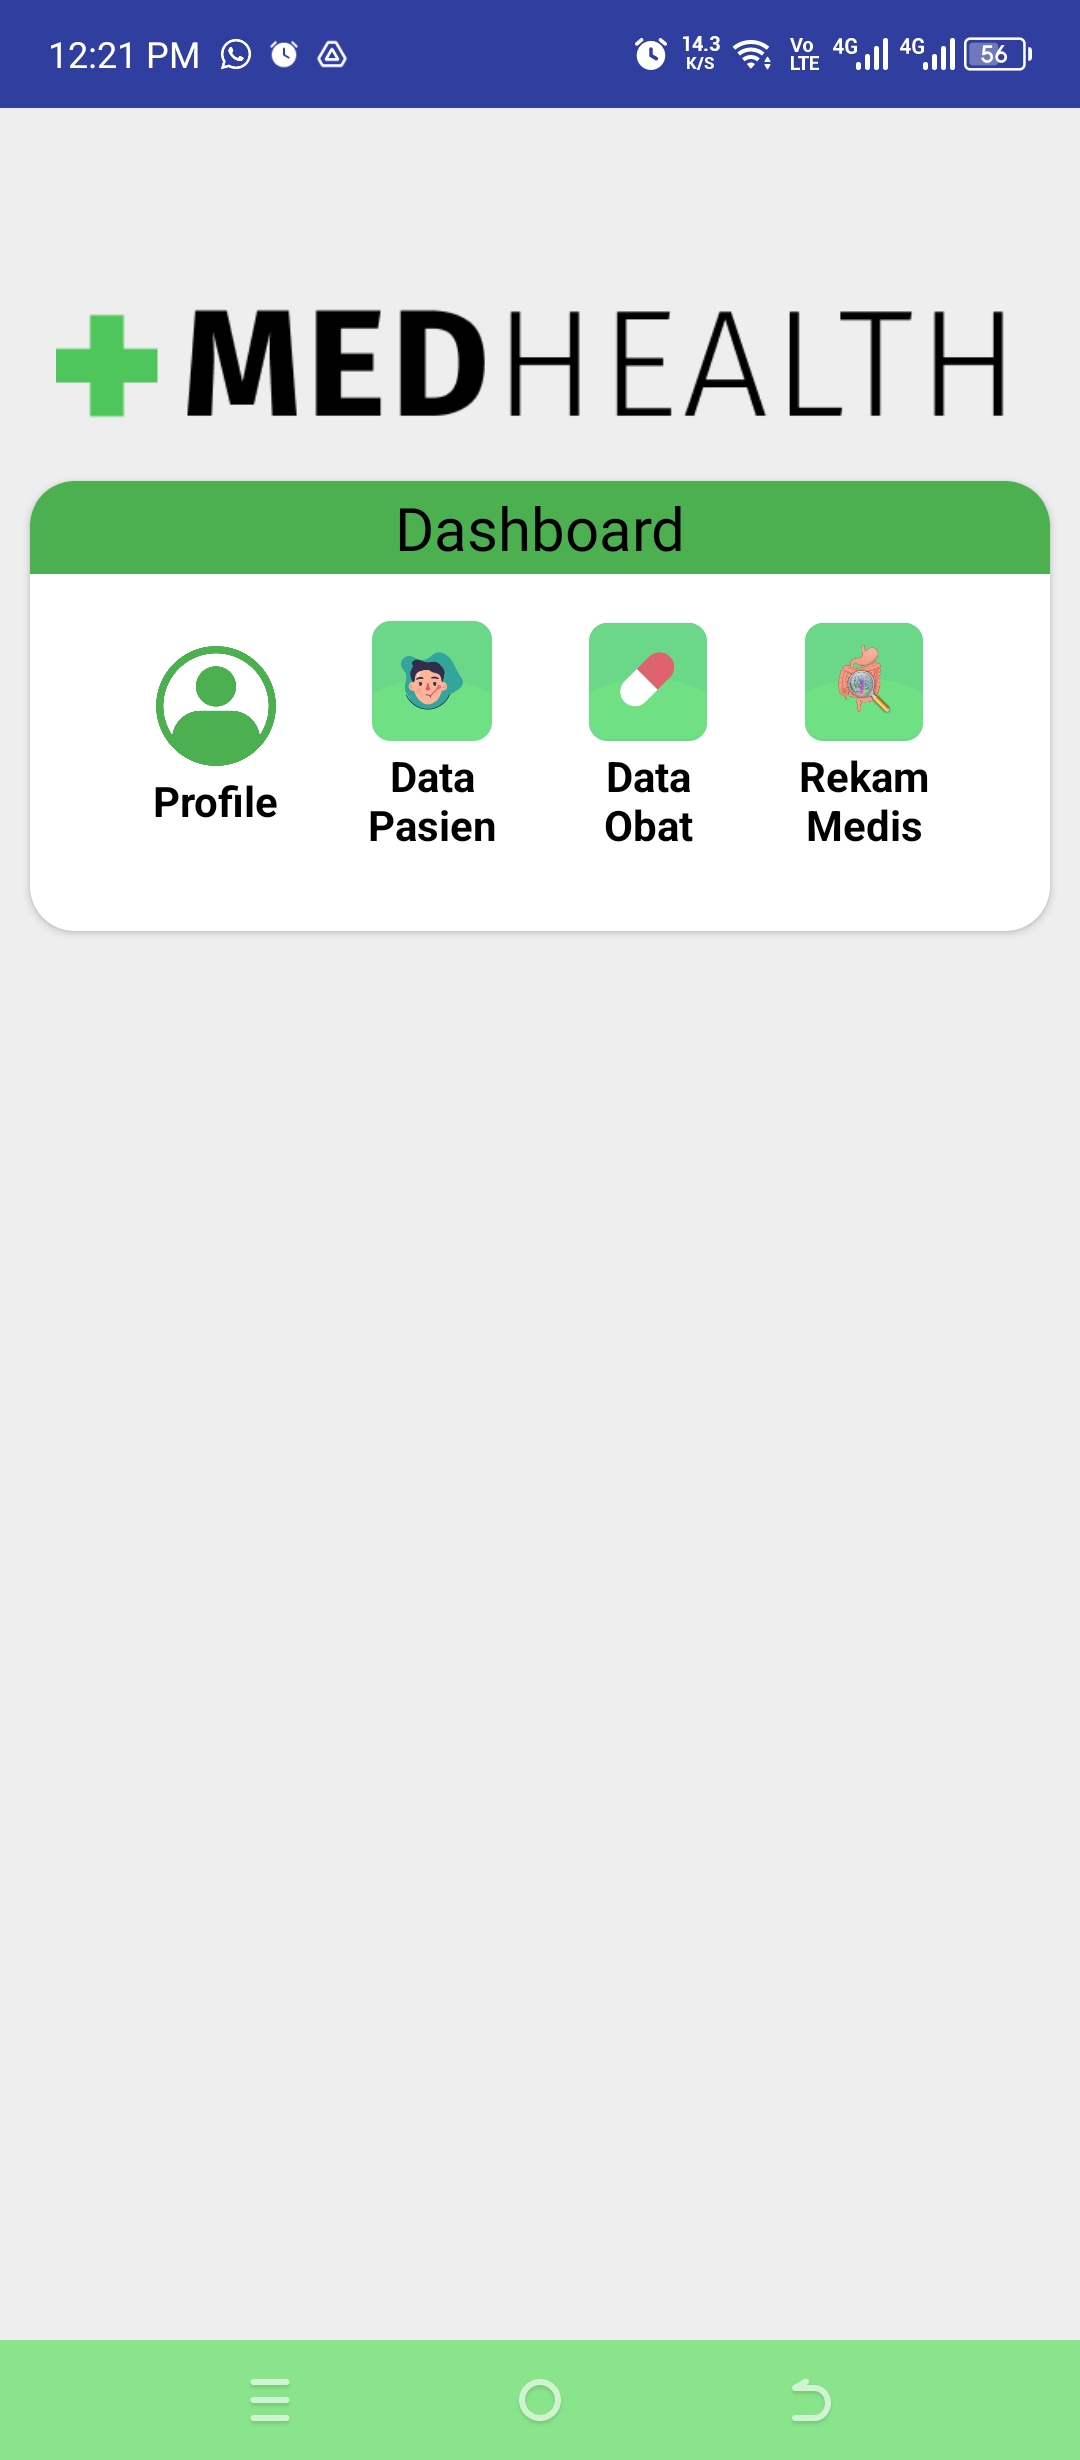 12:21 PM 14.3 K/S Vo LTE 4G 4G 56
MEDHEALTH
Dashboard
Profile
Data Pasien
Data Obat
Rekam Medis